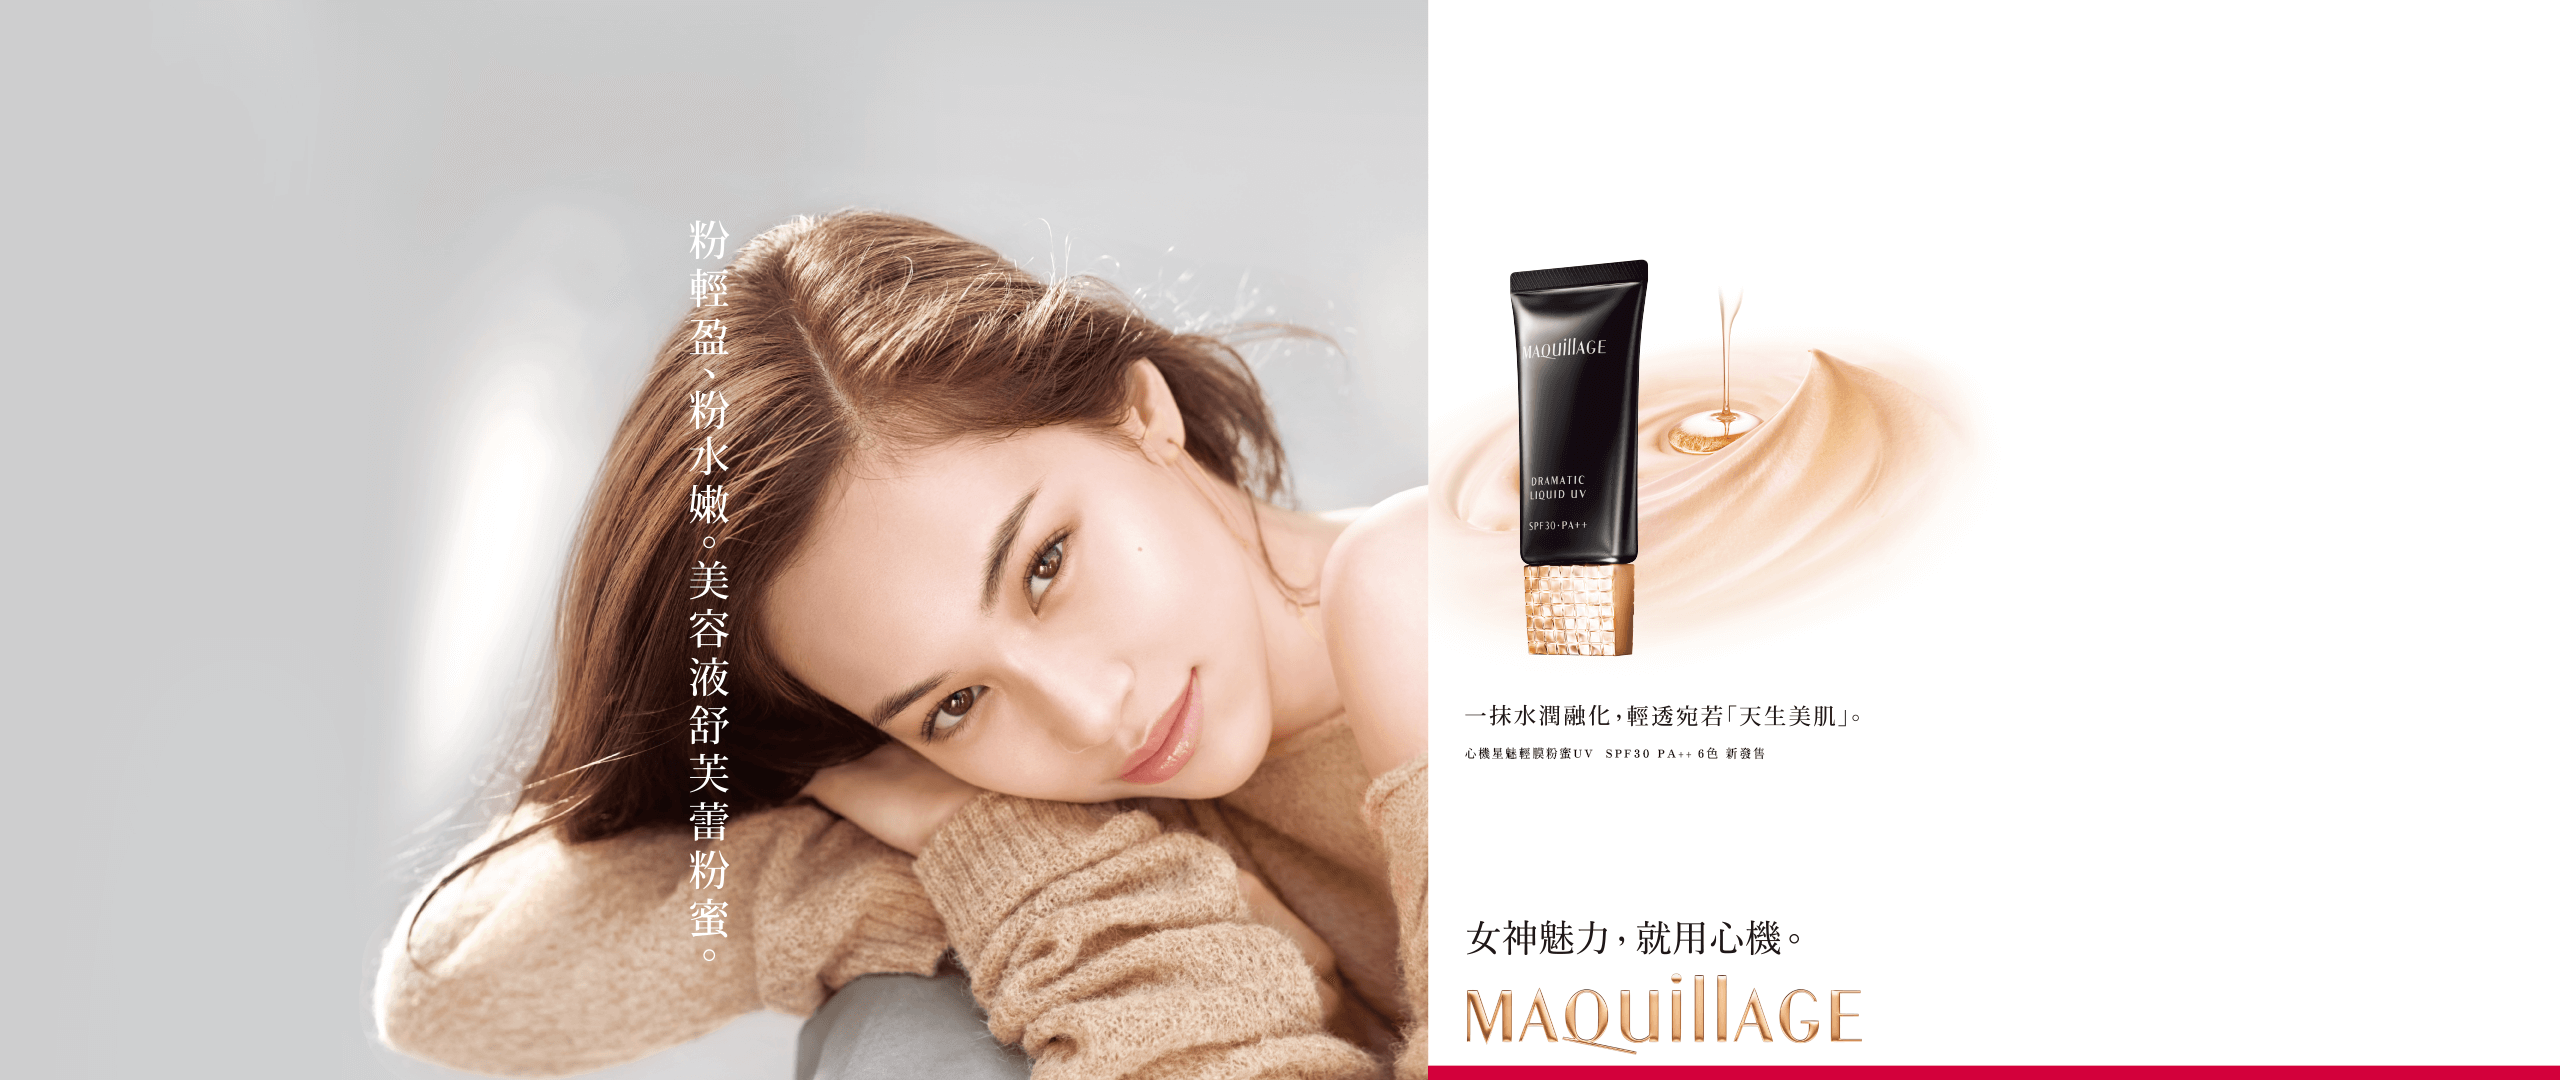 粉輕盈、粉水嫩。美容液舒芙蕾粉蜜。
MAQuillAGE
DRAMATIC
LIQUID UV
SPF30·PA++
一抹水潤融化，輕透宛若「天生美肌」。
心機星魅輕膜粉蜜UV SPF30 PA++ 6色 新發售
女神魅力，就用心機。
MAQuillAGE